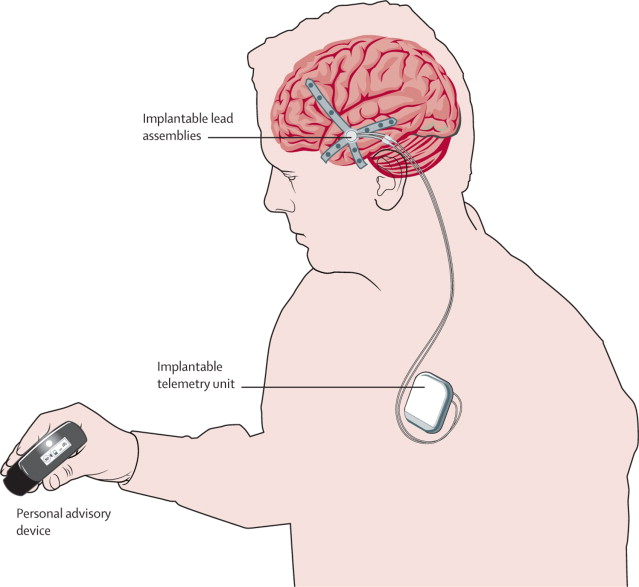 Implantable lead
assemblies
Implantable
telemetry unit
Personal advisory
device